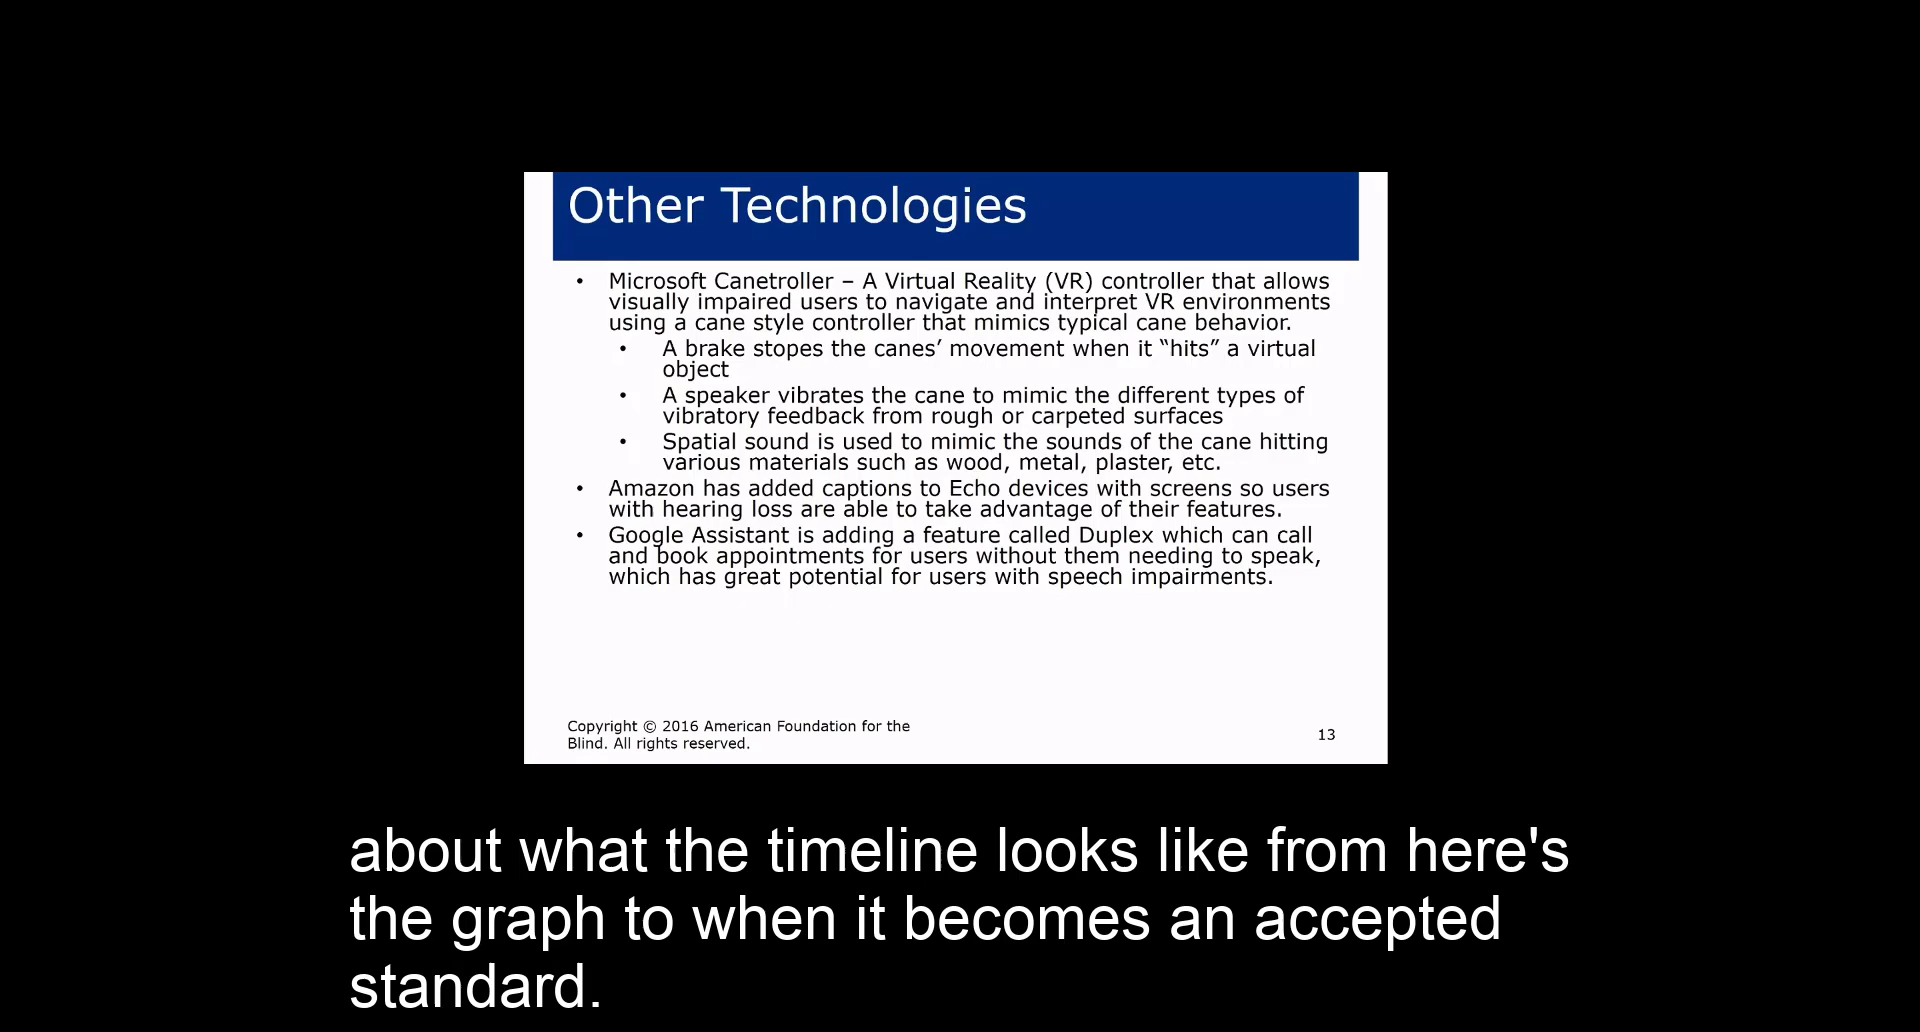 Other Technologies
• Microsoft Canetroller – A Virtual Reality (VR) controller that allows
visually impaired users to navigate and interpret VR environments
using a cane style controller that mimics typical cane behavior.
• A brake stopes the canes’ movement when it “hits” a virtual
object
• A speaker vibrates the cane to mimic the different types of
vibratory feedback from rough or carpeted surfaces
• Spatial sound is used to mimic the sounds of the cane hitting
various materials such as wood, metal, plaster, etc.
• Amazon has added captions to Echo devices with screens so users
with hearing loss are able to take advantage of their features.
• Google Assistant is adding a feature called Duplex which can call
and book appointments for users without them needing to speak,
which has great potential for users with speech impairments.
Copyright © 2016 American Foundation for the
Blind. All rights reserved.
13
about what the timeline looks like from here's
the graph to when it becomes an accepted
standard.